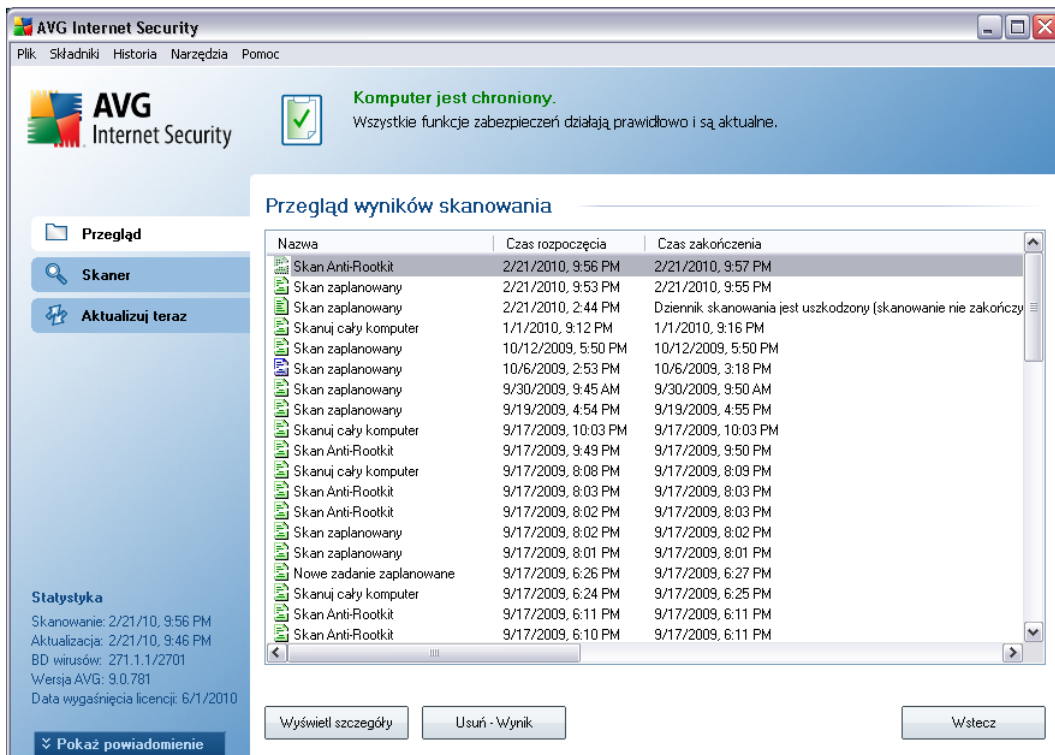 AVG Internet Security
Plik Składniki Historia Narzędzia Pomoc
AVG
Internet Security
Komputer jest chroniony.
Wszystkie funkcje zabezpieczeń działają prawidłowo i są aktualne.
Przegląd
Skaner
Aktualizuj teraz
Przegląd wyników skanowania
Nazwa Czas rozpoczęcia Czas zakończenia
Skan Anti-Rootkit 2/21/2010, 9:56 PM 2/21/2010, 9:57 PM
Skan zaplanowany 2/21/2010, 9:53 PM 2/21/2010, 9:55 PM
Skan zaplanowany 2/21/2010, 2:44 PM Dziennik skanowania jest uszkodzony (skanowanie nie zakończy
Skanuj cały komputer 1/1/2010, 9:12 PM 1/1/2010, 9:16 PM
Skan zaplanowany 10/12/2009, 5:50 PM 10/12/2009, 5:50 PM
Skan zaplanowany 10/6/2009, 2:53 PM 10/6/2009, 3:18 PM
Skan zaplanowany 9/30/2009, 9:45 AM 9/30/2009, 9:50 AM
Skan zaplanowany 9/19/2009, 4:54 PM 9/19/2009, 4:55 PM
Skanuj cały komputer 9/17/2009, 10:03 PM 9/17/2009, 10:03 PM
Skan Anti-Rootkit 9/17/2009, 9:49 PM 9/17/2009, 9:50 PM
Skanuj cały komputer 9/17/2009, 8:08 PM 9/17/2009, 8:09 PM
Skan Anti-Rootkit 9/17/2009, 8:03 PM 9/17/2009, 8:03 PM
Skan Anti-Rootkit 9/17/2009, 8:02 PM 9/17/2009, 8:03 PM
Skan zaplanowany 9/17/2009, 8:02 PM 9/17/2009, 8:02 PM
Skan zaplanowany 9/17/2009, 8:01 PM 9/17/2009, 8:01 PM
Nowe zadanie zaplanowane 9/17/2009, 6:26 PM 9/17/2009, 6:27 PM
Skanuj cały komputer 9/17/2009, 6:24 PM 9/17/2009, 6:25 PM
Skan Anti-Rootkit 9/17/2009, 6:11 PM 9/17/2009, 6:11 PM
Skan Anti-Rootkit 9/17/2009, 6:10 PM 9/17/2009, 6:11 PM
Statystyka
Skanowanie: 2/21/10, 9:56 PM
Aktualizacja: 2/21/10, 9:46 PM
BD wirusów: 271.1.1/2701
Wersja AVG: 9.0.781
Data wygaśnięcia licencji: 6/1/2010
Pokaż powiadomienie
Wyświetl szczegóły
Usuń - Wynik
Wstecz